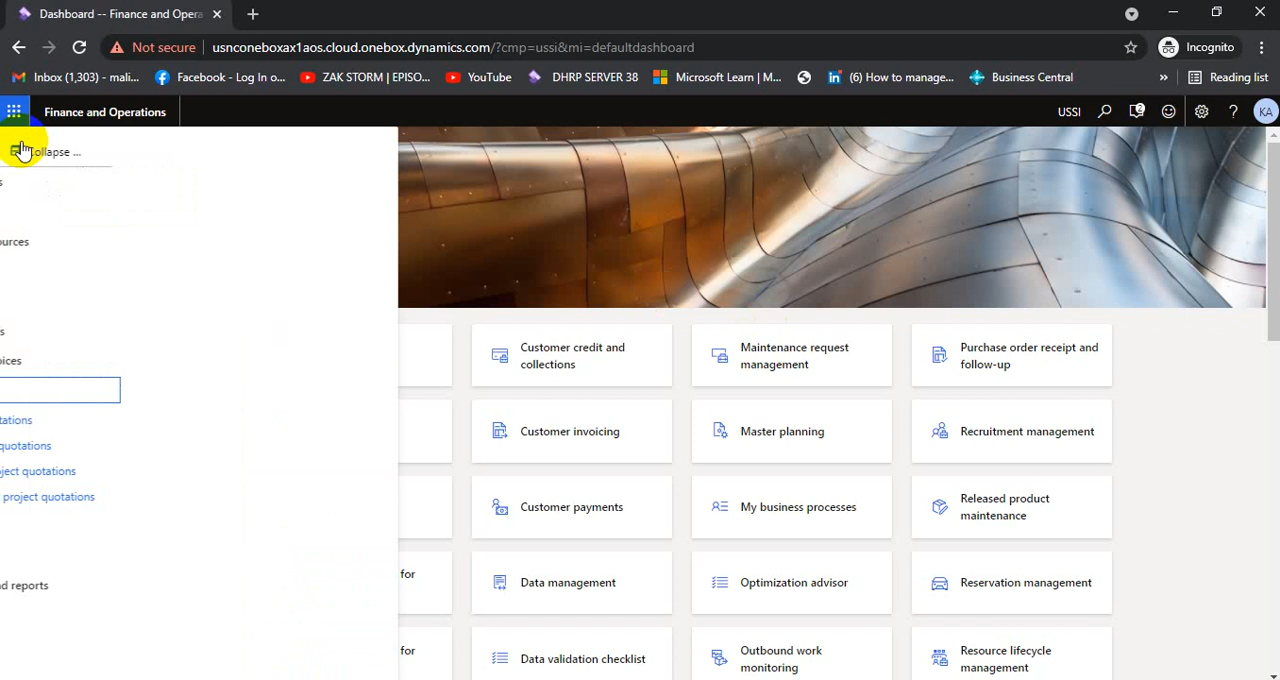 Dashboard -- Finance and Opera
Not secure
usnconeboxax1aos.cloud.onebox.dynamics.com/?cmp=ussi&mi=defaultdashboard
Incognito
Inbox (1,303) - mali...
Facebook - Log In o...
ZAK STORM | EPISO...
YouTube
DHRP SERVER 38
Microsoft Learn | M...
(6) How to manage...
Business Central
»
Reading list
Finance and Operations
USSI
2
?
KA
ollapse ...
s
ources
s
oices
tations
quotations
ject quotations
project quotations
d reports
for
for
Customer credit and
collections
Maintenance request
management
Purchase order receipt and
follow-up
Customer invoicing
Master planning
Recruitment management
Customer payments
My business processes
Released product
maintenance
Data management
Optimization advisor
Reservation management
Data validation checklist
Outbound work
monitoring
Resource lifecycle
management